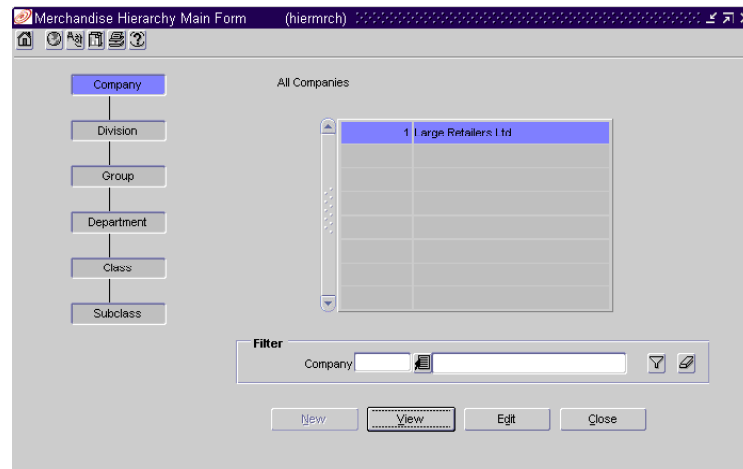 Merchandise Hierarchy Main Form (hiermrch)
Company
All Companies
Division
1 Large Retailers Ltd
Group
Department
Class
Subclass
Filter
Company
New View Edit Close